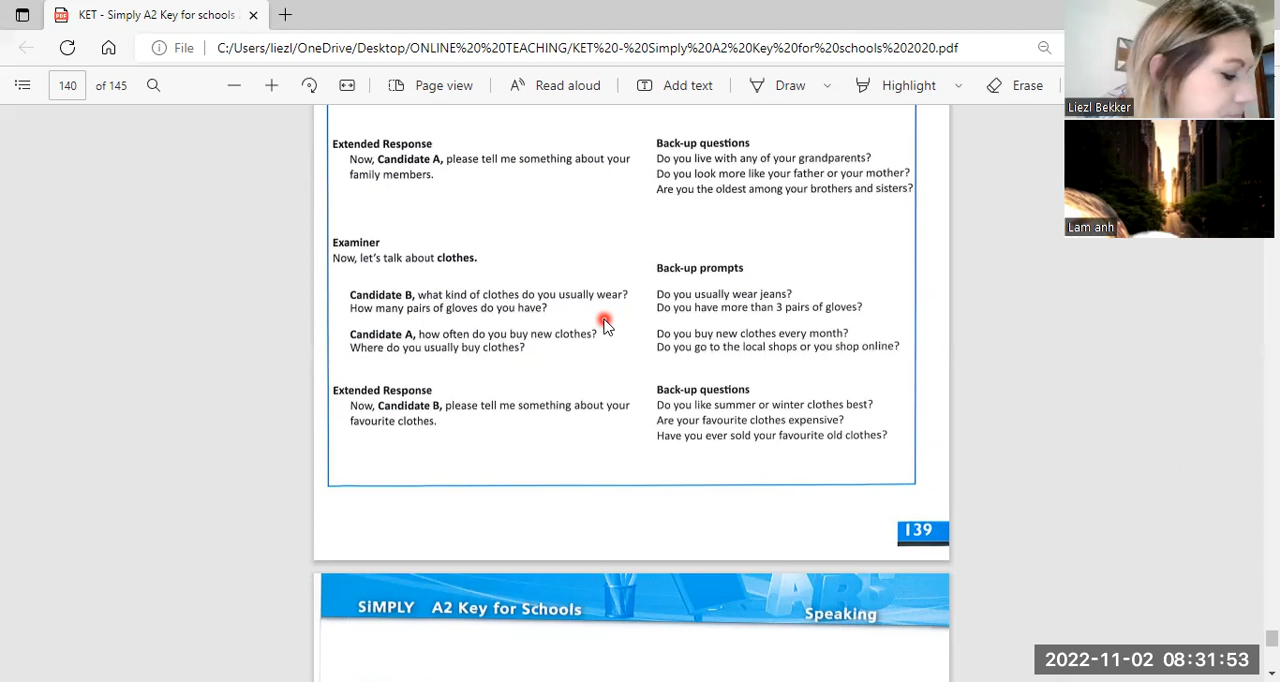 KET - Simply A2 Key for schools
File
C:/Users/liezl/OneDrive/Desktop/ONLINE%20%20TEACHING/KET%20-%20Simply%20A2%20Key%20for%20schools%202020.pdf
140 of 145
Page view
Read aloud
Add text
Draw
Highlight
Erase
Liezl Bekker
Lam anh
Extended Response
Now, Candidate A, please tell me something about your
family members.
Back-up questions
Do you live with any of your grandparents?
Do you look more like your father or your mother?
Are you the oldest among your brothers and sisters?
Examiner
Now, let's talk about clothes.
Back-up prompts
Candidate B, what kind of clothes do you usually wear?
How many pairs of gloves do you have?
Do you usually wear jeans?
Do you have more than 3 pairs of gloves?
Candidate A, how often do you buy new clothes?
Where do you usually buy clothes?
Do you buy new clothes every month?
Do you go to the local shops or you shop online?
Extended Response
Now, Candidate B, please tell me something about your
favourite clothes.
Back-up questions
Do you like summer or winter clothes best?
Are your favourite clothes expensive?
Have you ever sold your favourite old clothes?
139
SiMPLY A2 Key for Schools
Speaking
2022-11-02 08:31:53